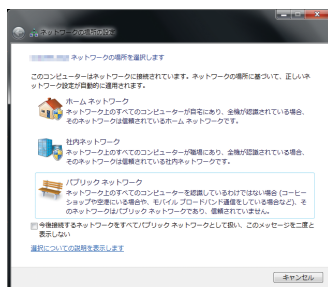 ネットワークの場所の設定
ネットワークの場所を選択します
このコンピューターはネットワークに接続されています。ネットワークの場所に基づいて、正しいネ
ットワーク設定が自動的に適用されます。
ホーム ネットワーク
ネットワーク上のすべてのコンピューターが自宅にあり、全機が認識されている場合、
そのネットワークは信頼されているホーム ネットワークです。
社内ネットワーク
ネットワーク上のすべてのコンピューターが職場にあり、全機が認識されている場合、
そのネットワークは信頼されている社内ネットワークです。
パブリック ネットワーク
ネットワーク上のすべてのコンピューターを認識しているわけではない場合 (コーヒー
ショップや空港にいる場合や、モバイル ブロードバンド通信をしている場合など)、そ
のネットワークはパブリック ネットワークであり、信頼されていません。
今後接続するネットワークをすべてパブリック ネットワークとして扱い、このメッセージを二度と
表示しない
選択についての説明を表示します
キャンセル